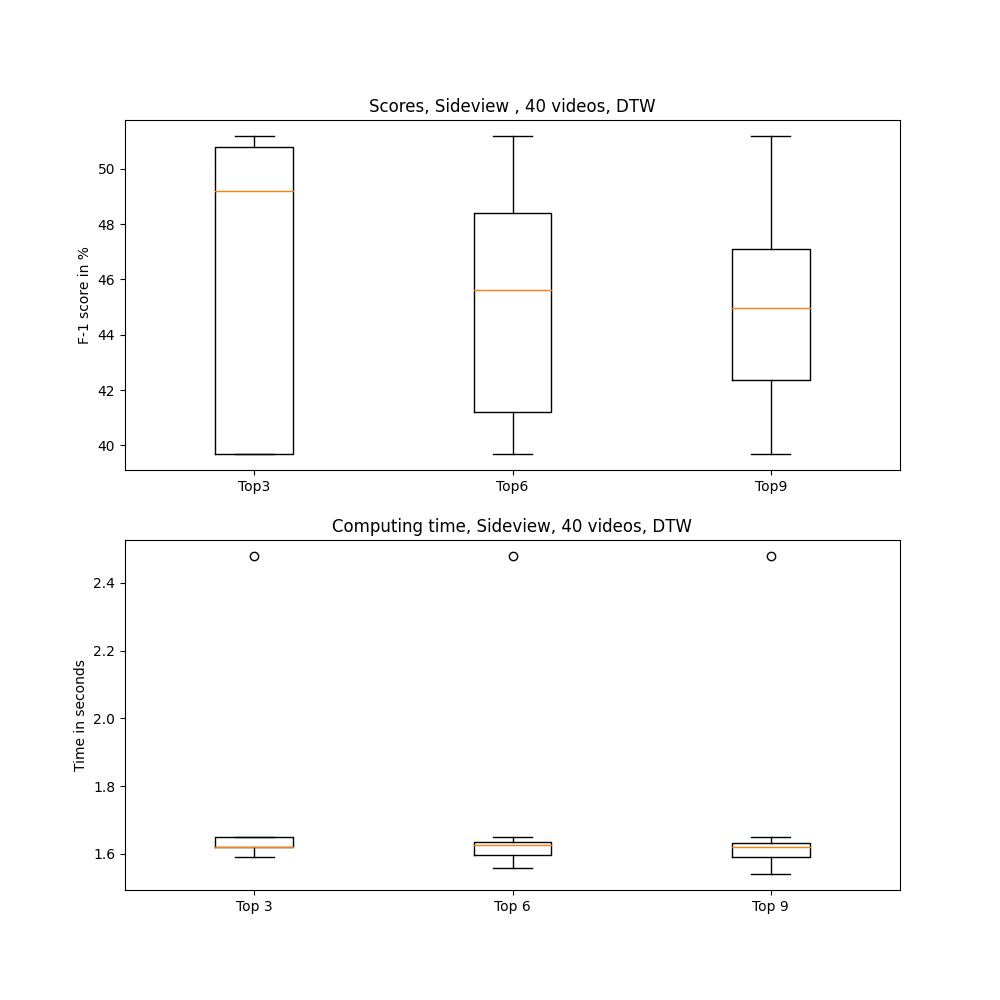 Scores, Sideview , 40 videos, DTW
F-1 score in %
50
48
46
44
42
40
Top3 Top6 Top9
Computing time, Sideview, 40 videos, DTW
Time in seconds
2.4
2.2
2.0
1.8
1.6
Top 3 Top 6 Top 9